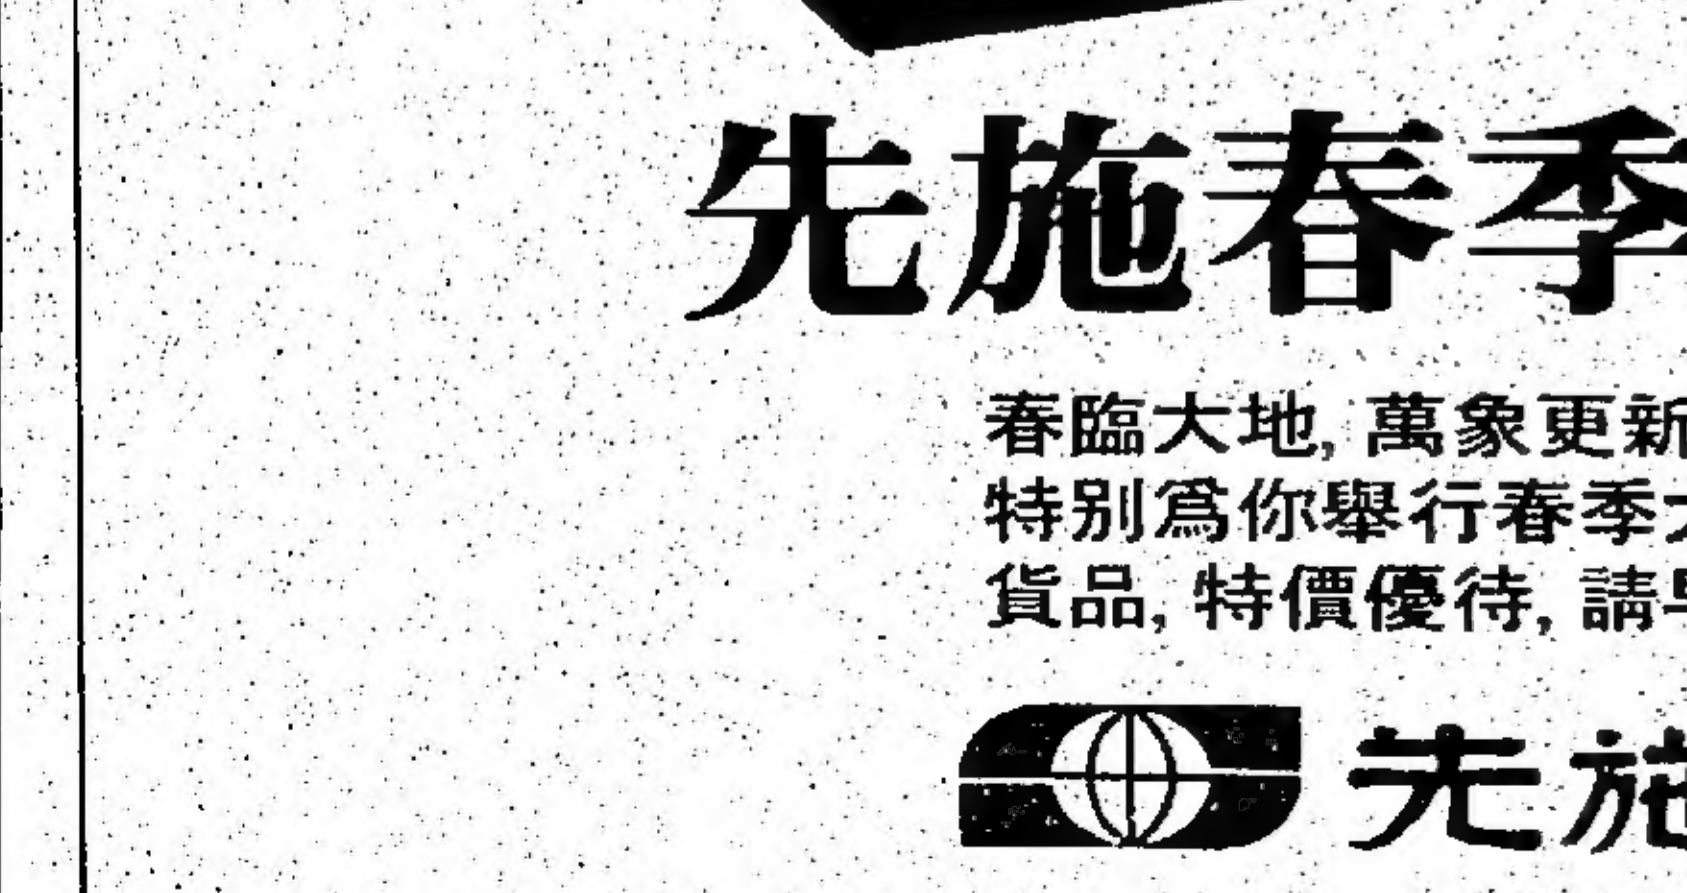 先施春季
春臨大地, 萬象更新
特別爲你舉行春季
貨品, 特價優待, 請早
先施